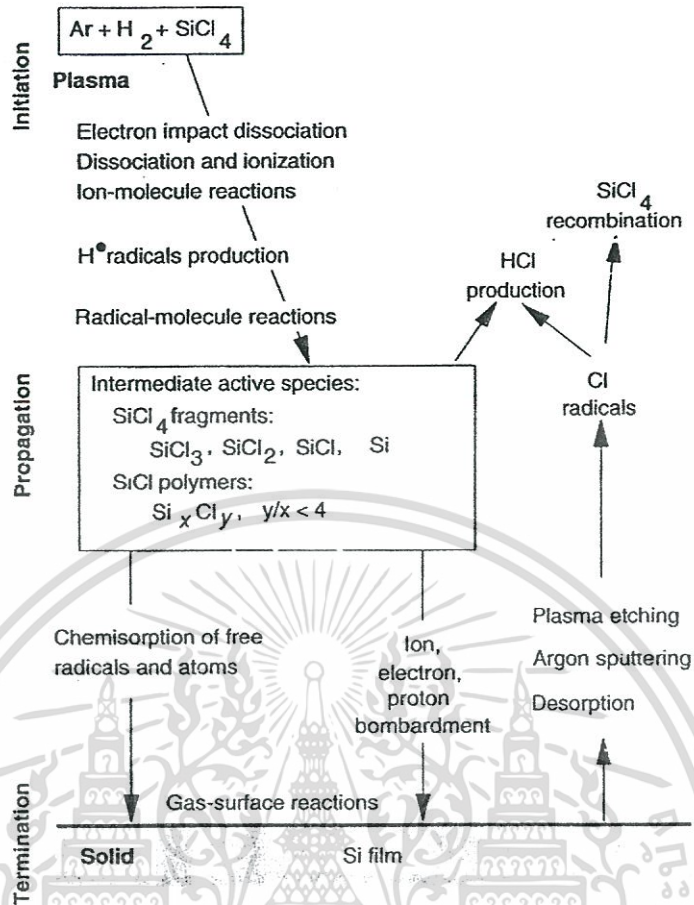 Initiation
Ar + H2 + SiCl4
Plasma
Electron impact dissociation
Dissociation and ionization
Ion-molecule reactions
H• radicals production
Radical-molecule reactions
SiCl4
recombination
HCl
production
Cl
radicals
Propagation
Intermediate active species:
SiCl4 fragments:
SiCl3, SiCl2, SiCl, Si
SiCl polymers:
SixCly, y/x < 4
Chemisorption of free
radicals and atoms
Ion,
electron,
proton
bombardment
Plasma etching
Argon sputtering
Desorption
Termination
Gas-surface reactions
Solid
Si film